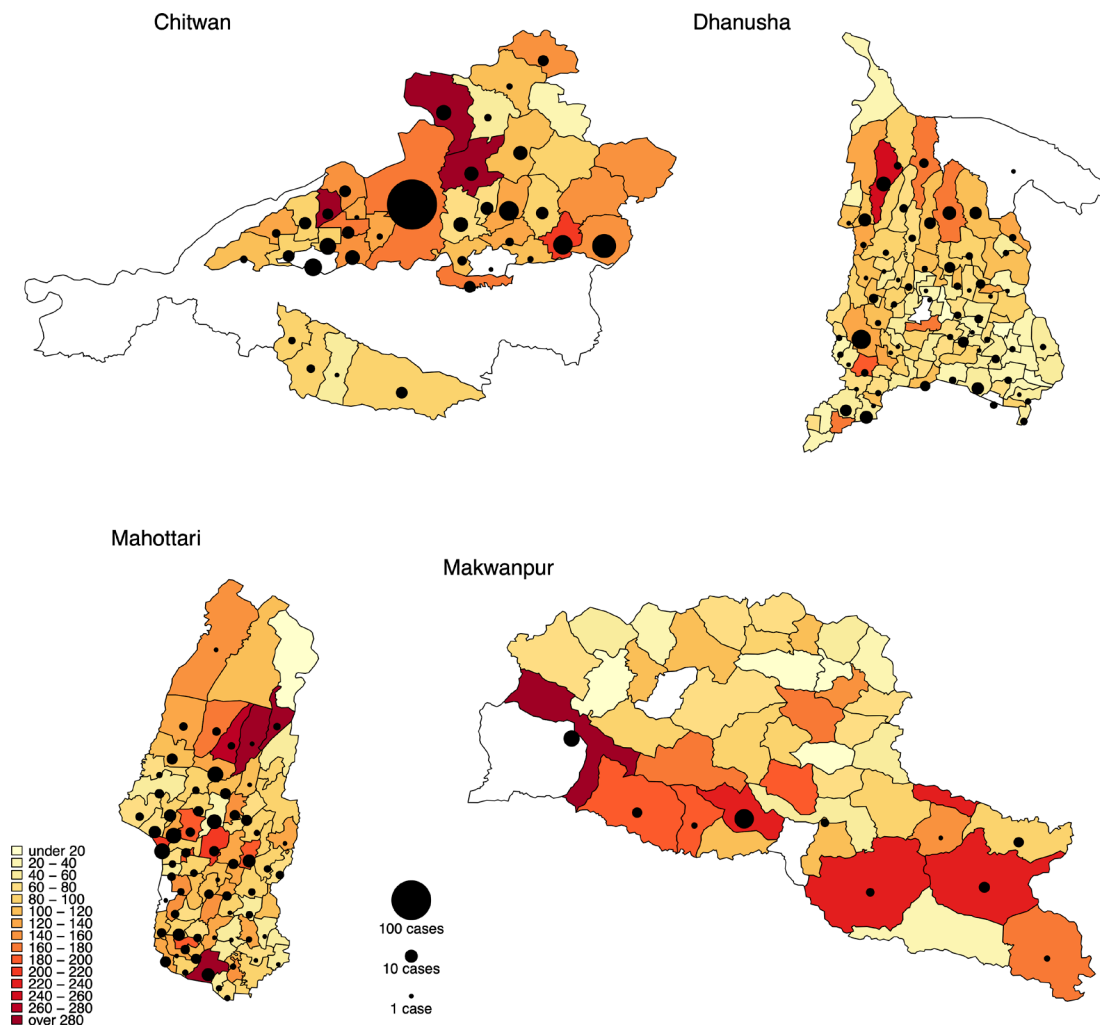 Chitwan
Dhanusha
Mahottari
Makwanpur
under 20
20 – 40
40 – 60
60 – 80
80 – 100
100 – 120
120 – 140
140 – 160
160 – 180
180 – 200
200 – 220
220 – 240
240 – 260
260 – 280
over 280
100 cases
10 cases
1 case